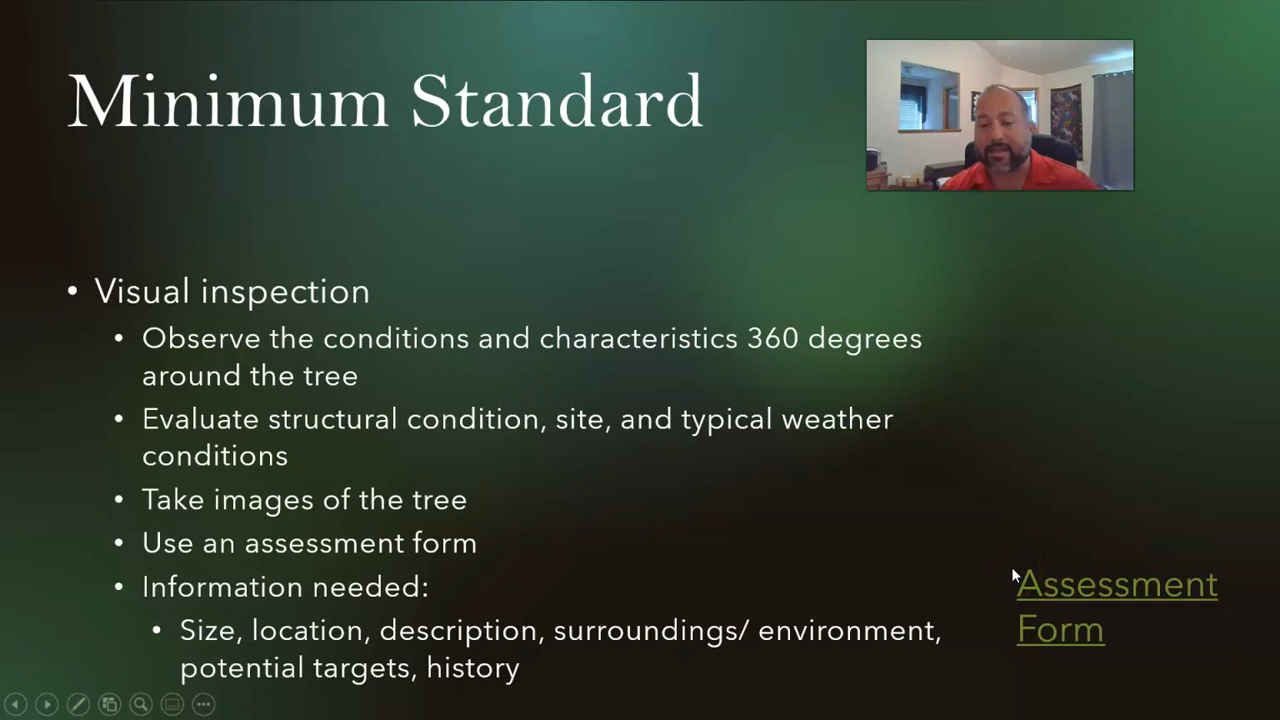 Minimum Standard
• Visual inspection
• Observe the conditions and characteristics 360 degrees
around the tree
• Evaluate structural condition, site, and typical weather
conditions
• Take images of the tree
• Use an assessment form
• Information needed:
• Size, location, description, surroundings/ environment,
potential targets, history
Assessment
Form